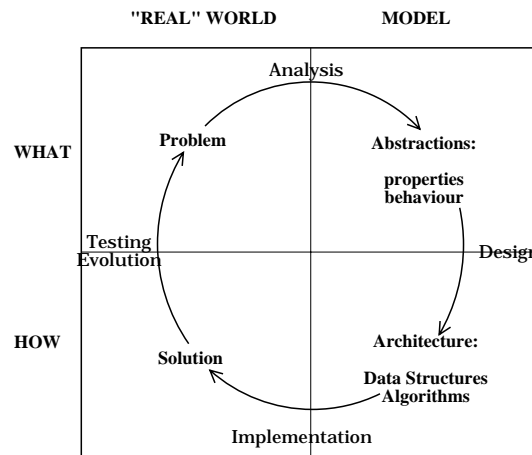 "REAL" WORLD
MODEL
Analysis
WHAT
Problem
Abstractions:
properties
behaviour
Testing
Evolution
Design
HOW
Solution
Architecture:
Data Structures
Algorithms
Implementation